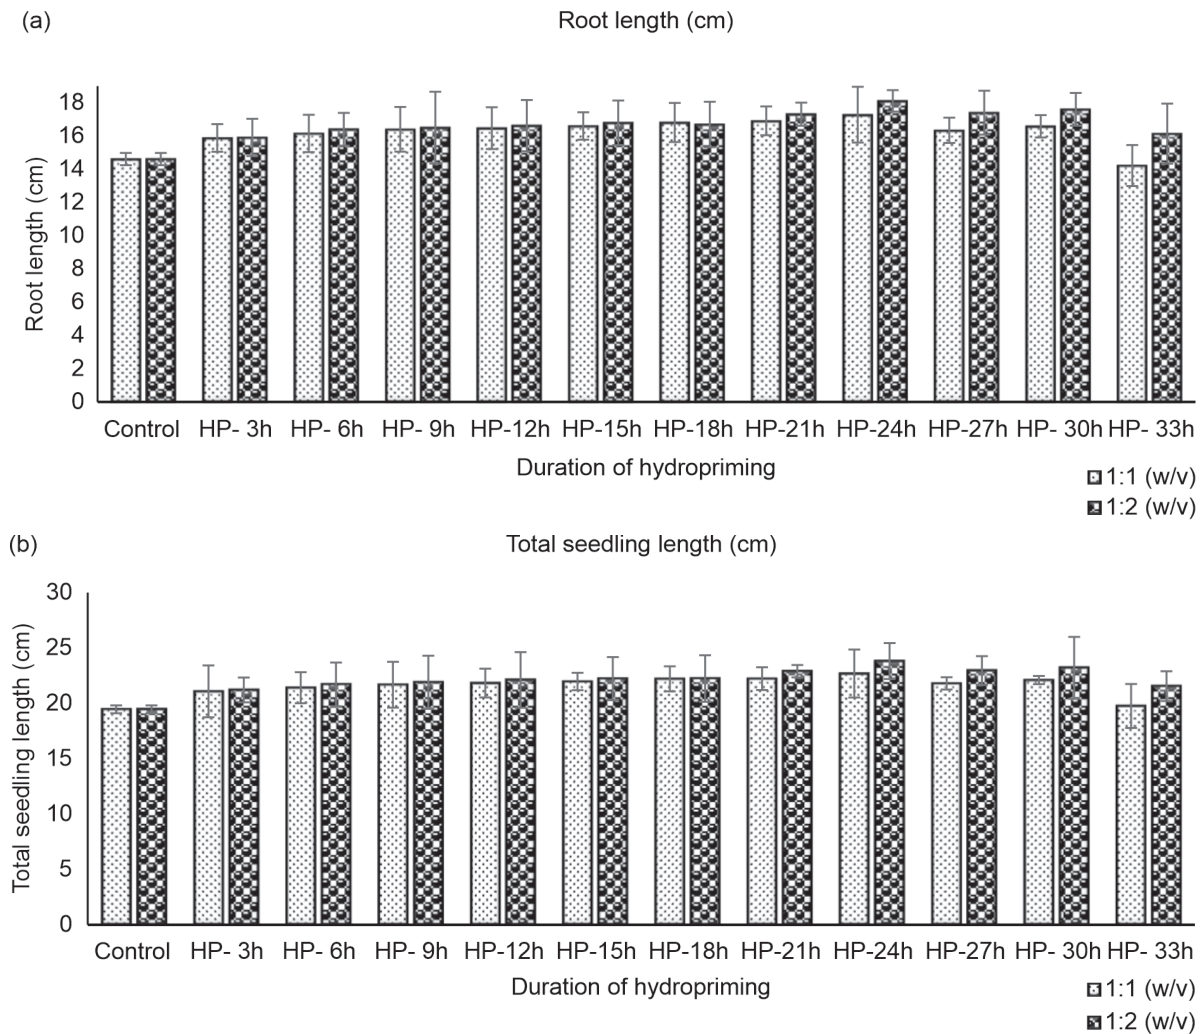 (a)
Root length (cm)
Root length (cm)
18
16
14
12
10
8
6
4
2
0
Control HP- 3h HP- 6h HP- 9h HP-12h HP-15h HP-18h HP-21h HP-24h HP-27h HP- 30h HP- 33h
Duration of hydropriming
1:1 (w/v)
1:2 (w/v)
(b)
Total seedling length (cm)
Total seedling length (cm)
30
25
20
15
10
5
0
Control HP- 3h HP- 6h HP- 9h HP-12h HP-15h HP-18h HP-21h HP-24h HP-27h HP- 30h HP- 33h
Duration of hydropriming
1:1 (w/v)
1:2 (w/v)